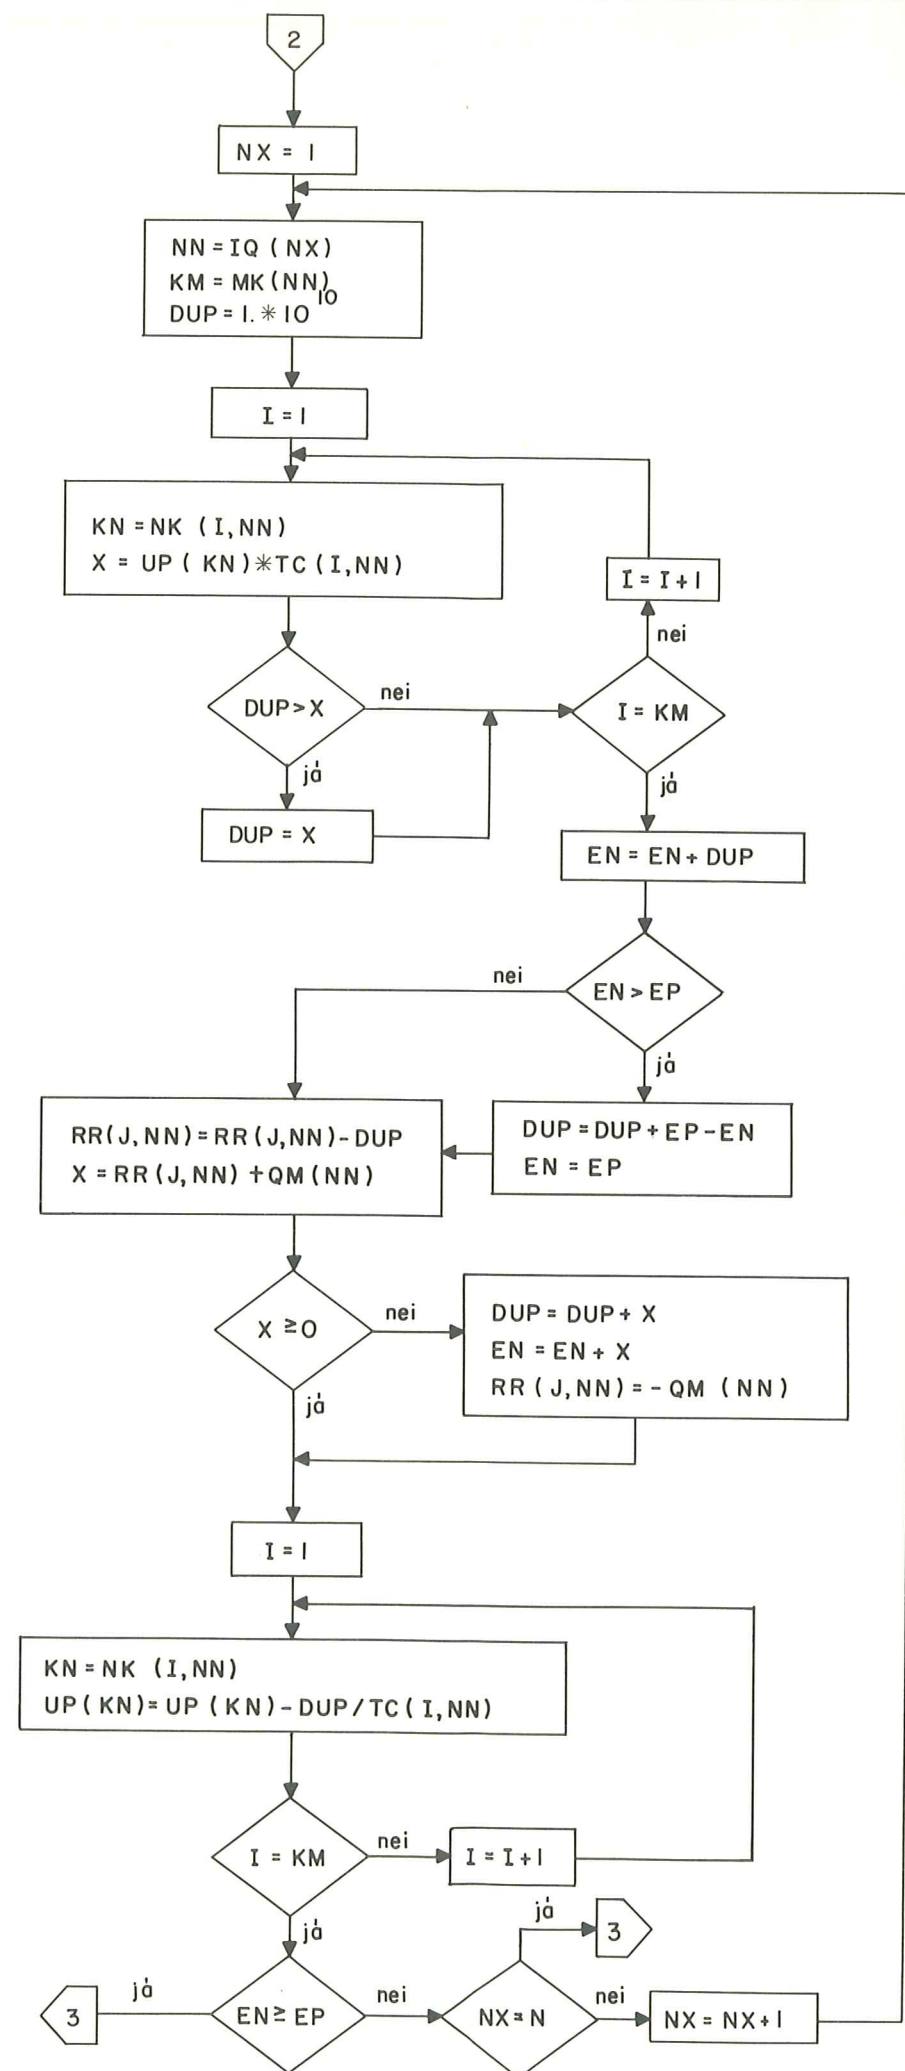 2
NX = 1
NN = IQ (NX)
KM = MK (NN)
DUP = 1. * 10 10
I = 1
KN = NK (I,NN)
X = UP (KN) * TC (I,NN)
I = I + 1
nei
DUP > X
nei
I = KM
já
já
DUP = X
EN = EN + DUP
nei
EN > EP
já
RR(J,NN) = RR(J,NN) - DUP
X = RR(J,NN) + QM(NN)
DUP = DUP + EP - EN
EN = EP
X ≥ 0
nei
DUP = DUP + X
EN = EN + X
RR (J,NN) = - QM (NN)
já
I = 1
KN = NK (I,NN)
UP(KN) = UP (KN) - DUP / TC(I,NN)
I = KM
nei
I = I + 1
já
já
3
3
já
EN ≥ EP
nei
NX = N
nei
NX = NX + 1